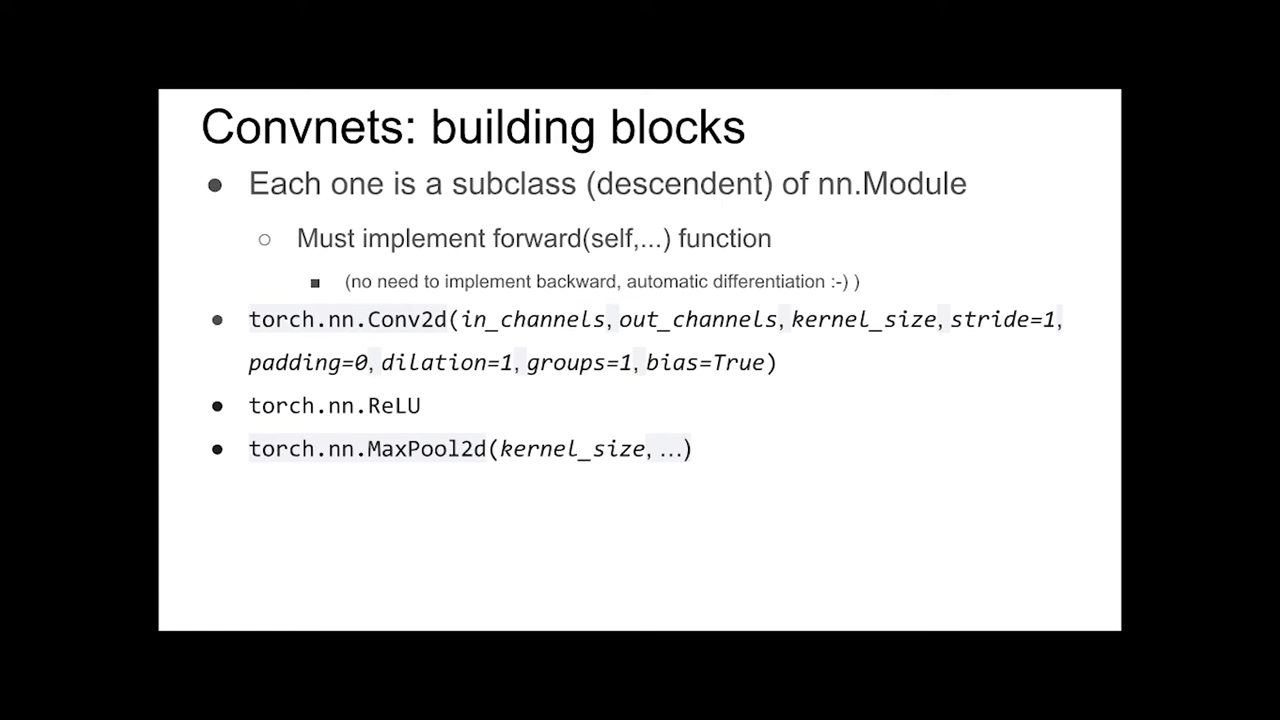 Convnets: building blocks
● Each one is a subclass (descendent) of nn.Module
○ Must implement forward(self,...) function
■ (no need to implement backward, automatic differentiation :-) )
● torch.nn.Conv2d(in_channels, out_channels, kernel_size, stride=1,
padding=0, dilation=1, groups=1, bias=True)
● torch.nn.ReLU
● torch.nn.MaxPool2d(kernel_size, …)